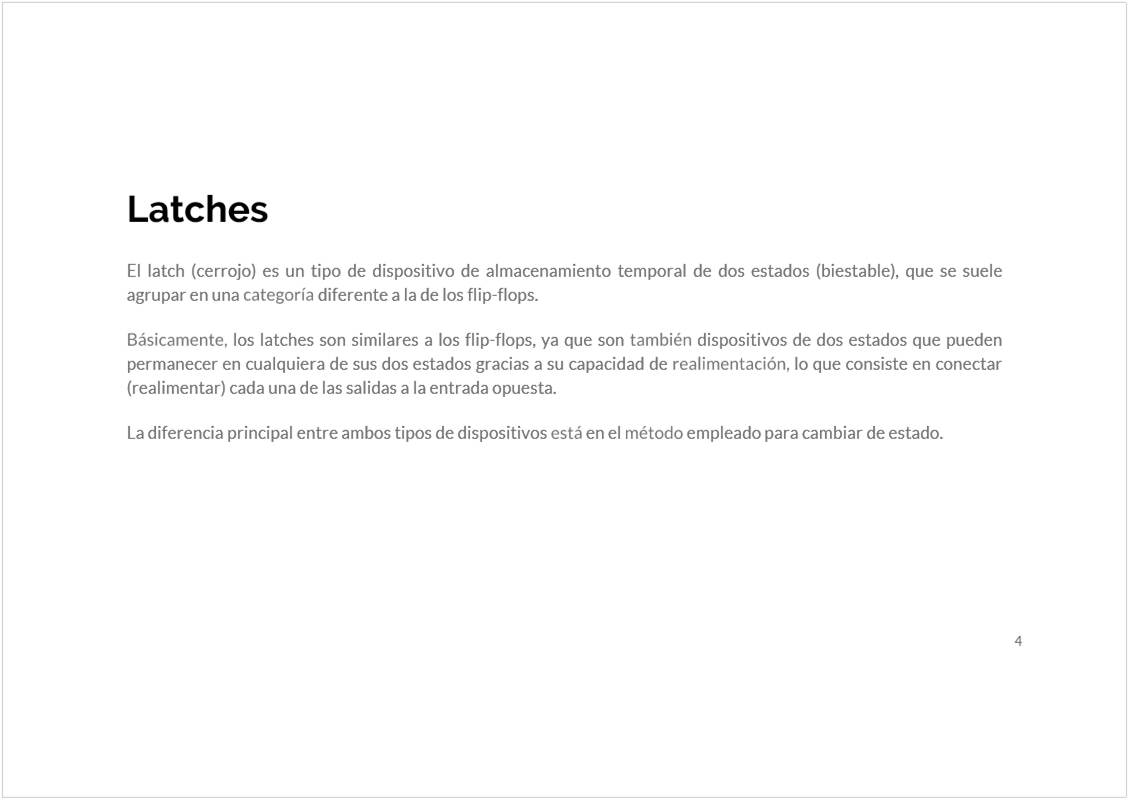 Latches
El latch (cerrojo) es un tipo de dispositivo de almacenamiento temporal de dos estados (biestable), que se suele
agrupar en una categoría diferente a la de los flip-flops.
Básicamente, los latches son similares a los flip-flops, ya que son también dispositivos de dos estados que pueden
permanecer en cualquiera de sus dos estados gracias a su capacidad de realimentación, lo que consiste en conectar
(realimentar) cada una de las salidas a la entrada opuesta.
La diferencia principal entre ambos tipos de dispositivos está en el método empleado para cambiar de estado.
4